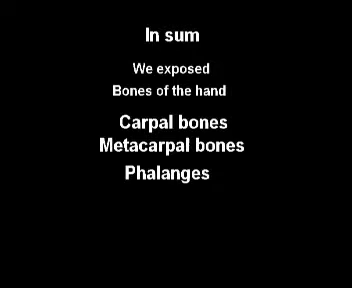 In sum
We exposed
Bones of the hand
Carpal bones
Metacarpal bones
Phalanges